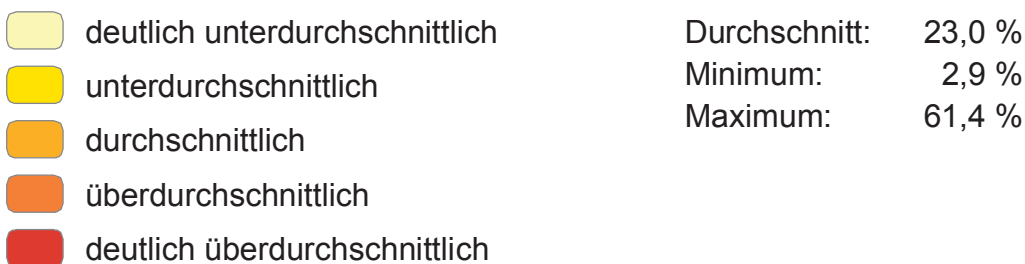 deutlich unterdurchschnittlich
unterdurchschnittlich
durchschnittlich
überdurchschnittlich
deutlich überdurchschnittlich
Durchschnitt: 23,0 %
Minimum: 2,9 %
Maximum: 61,4 %